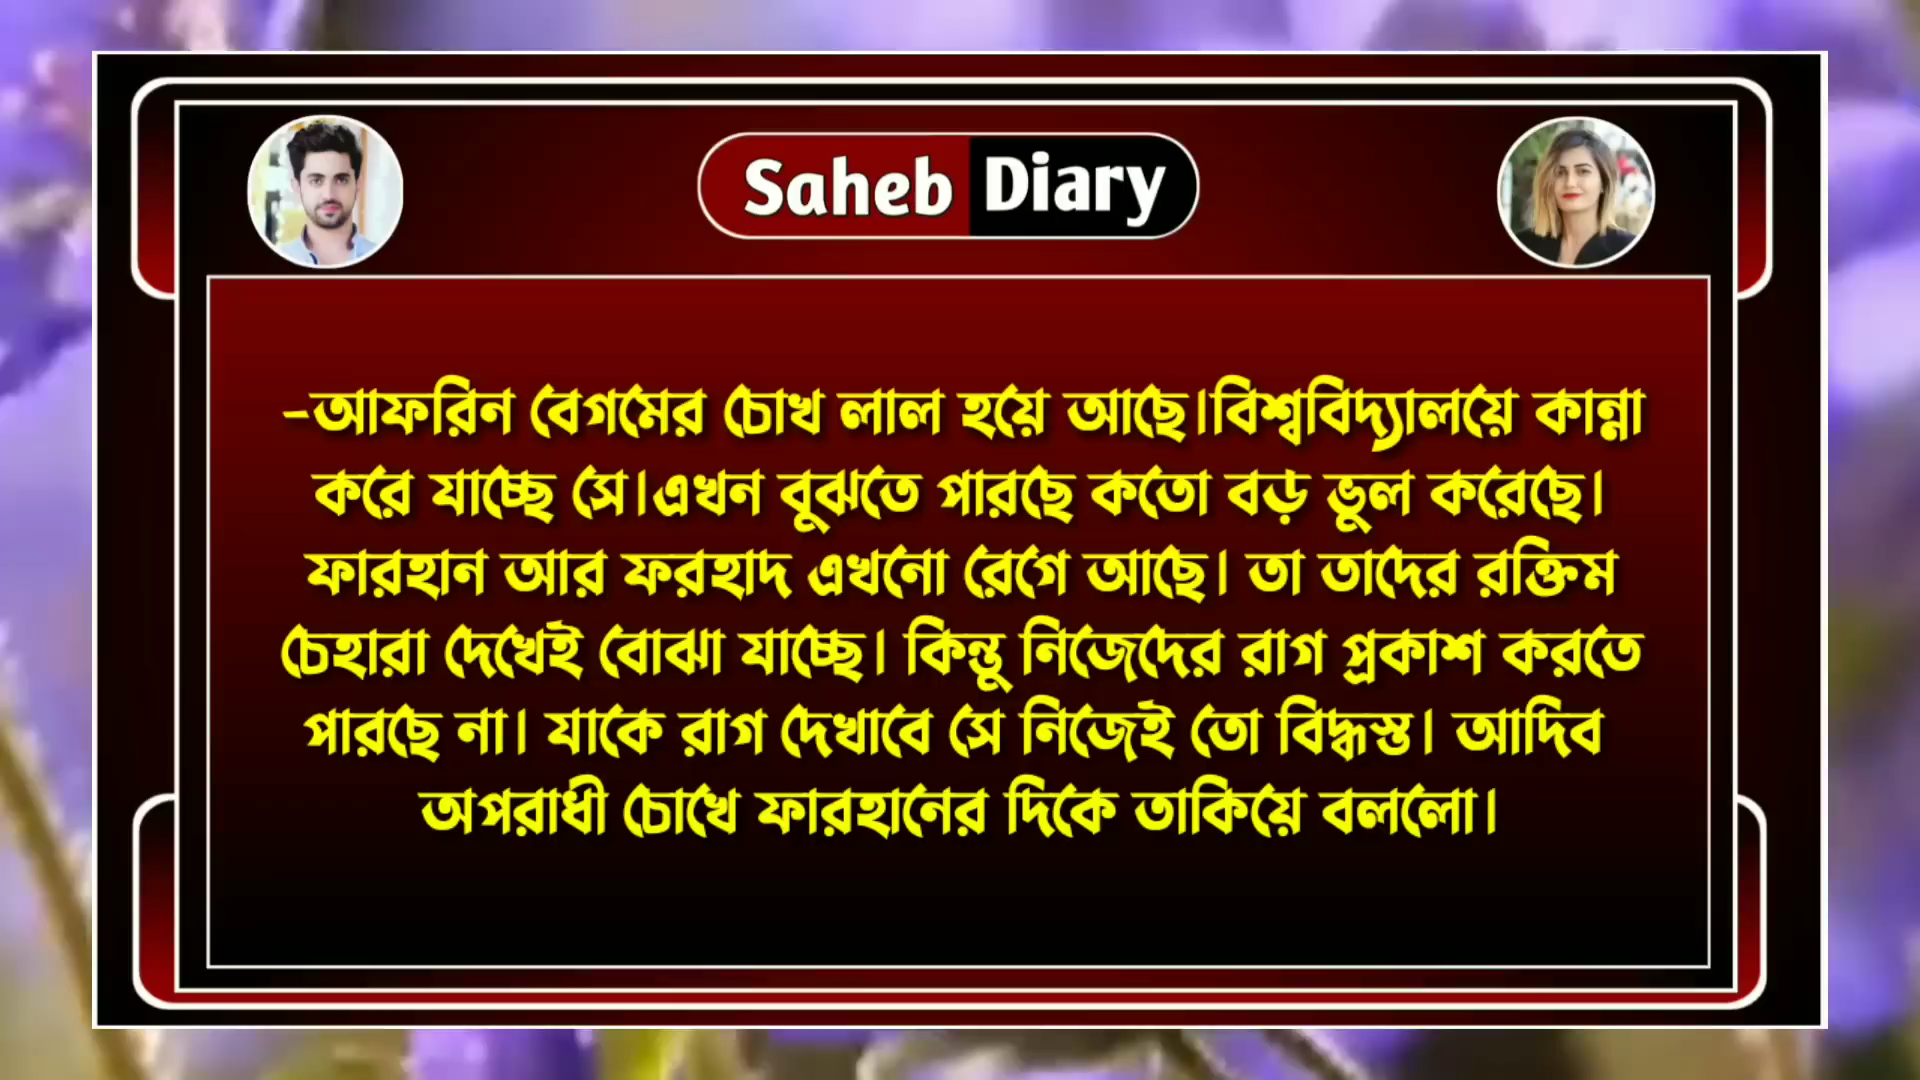 Saheb Diary
-আফরিন বেগমের চোখ লাল হয়ে আছে।বিশ্ববিদ্যালয়ে কান্না
করে যাচ্ছে সে।এখন বুঝতে পারছে কতো বড় ভুল করেছে।
ফারহান আর ফরহাদ এখনো রেগে আছে। তা তাদের রক্তিম
চেহারা দেখেই বোঝা যাচ্ছে। কিন্তু নিজেদের রাগ প্রকাশ করতে
পারছে না। যাকে রাগ দেখাবে সে নিজেই তো বিদ্ধস্ত। আদিব
অপরাধী চোখে ফারহানের দিকে তাকিয়ে বললো।